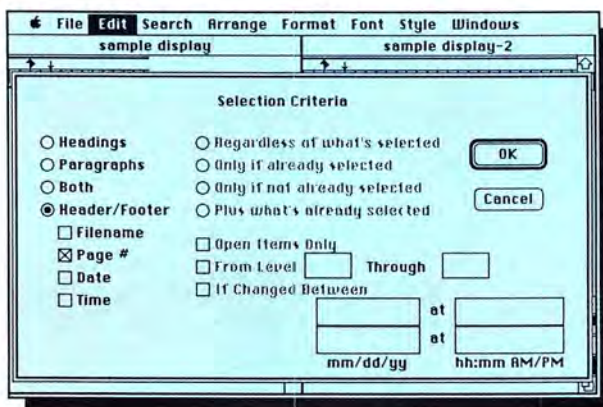 File Edit Search Arrange Format Font Style Windows
sample display
sample display-2
Selection Criteria
Headings
Paragraphs
Both
Header/Footer
Filename
Page #
Date
Time
Regardless of what's selected
Only if already selected
Only if not already selected
Plus what's already selected
Open Items Only
From Level
Through
If Changed Between
at
at
mm/dd/yy
hh:mm AM/PM
OK
Cancel